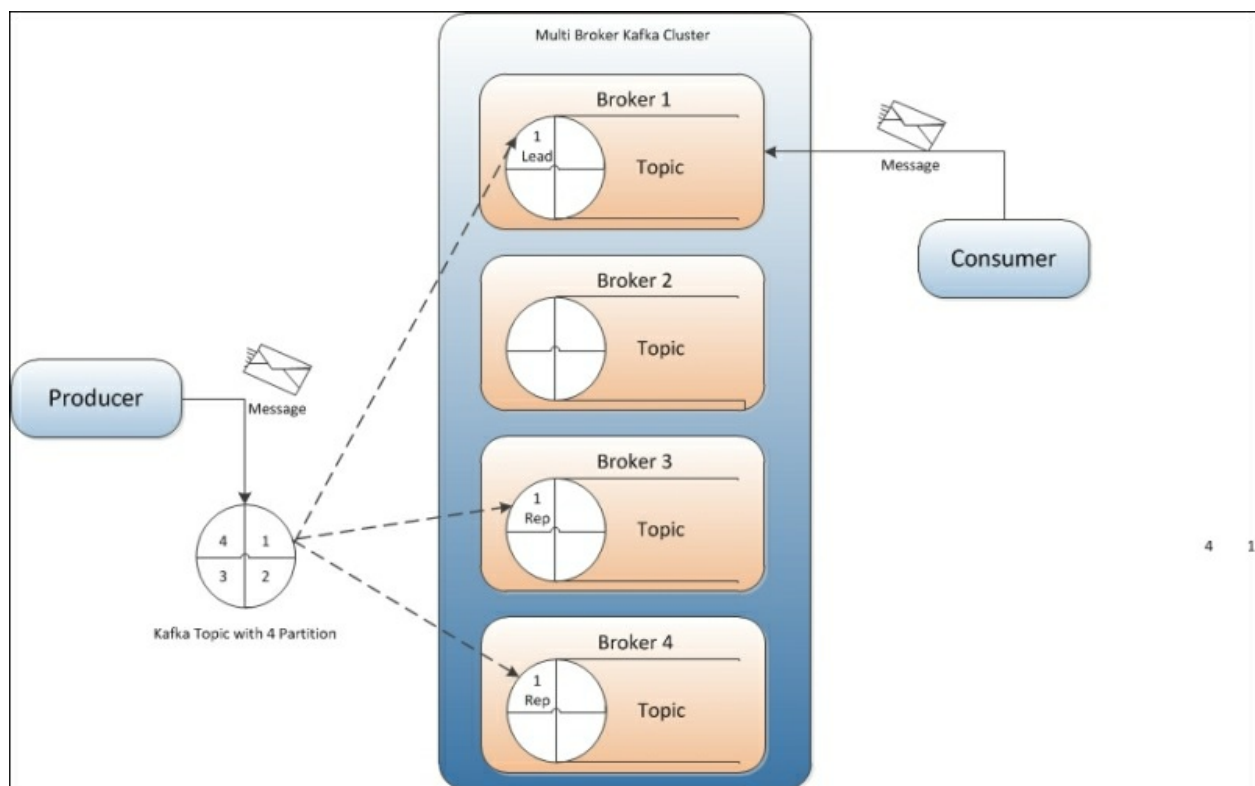 Multi Broker Kafka Cluster
Broker 1
1
Lead
Topic
Message
Consumer
Broker 2
Topic
Producer
Message
Broker 3
1
Rep
Topic
4 1
3 2
Kafka Topic with 4 Partition
4 1
Broker 4
1
Rep
Topic